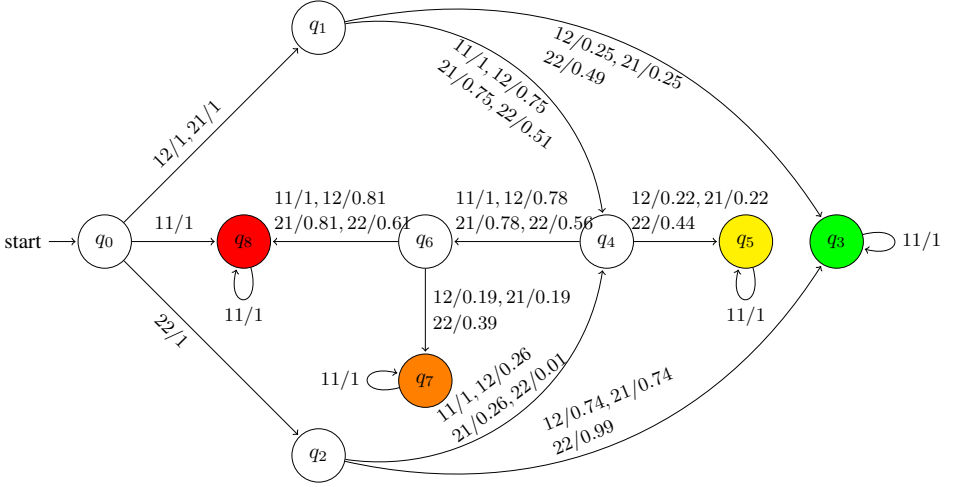 q1
12/0.25, 21/0.25
22/0.49
11/1, 12/0.75
21/0.75, 22/0.51
12/1, 21/1
start
q0
11/1
q8
11/1
11/1, 12/0.81
21/0.81, 22/0.61
q6
11/1, 12/0.78
21/0.78, 22/0.56
q4
12/0.22, 21/0.22
22/0.44
q5
11/1
q3
11/1
12/0.19, 21/0.19
22/0.39
11/1
q7
22/1
11/1, 12/0.26
21/0.26, 22/0.01
12/0.74, 21/0.74
22/0.99
q2